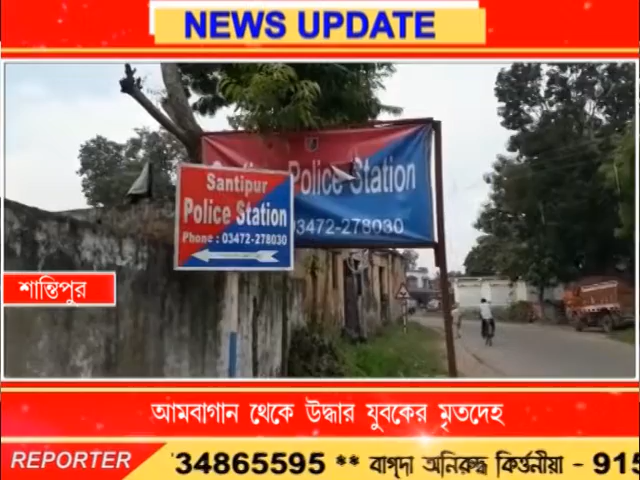 NEWS UPDATE
Police Station
03472-278030
Santipur
Police Station
Phone : 03472-278030
শান্তিপুর
আমবাগান থেকে উদ্ধার যুবকের মৃতদেহ
REPORTER
34865595 ** বাগ্দা অনিরুদ্ধ কির্ত্তনীয়া - 915